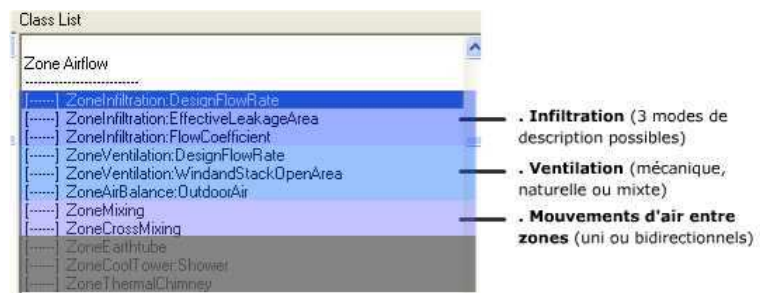 Class List
Zone Airflow
-------------------------
[------] ZoneInfiltration:DesignFlowRate
[------] ZoneInfiltration:EffectiveLeakageArea
[------] ZoneInfiltration:FlowCoefficient
[------] ZoneVentilation:DesignFlowRate
[------] ZoneVentilation:WindandStackOpenArea
[------] ZoneAirBalance:OutdoorAir
[------] ZoneMixing
[------] ZoneCrossMixing
[------] ZoneEarthtube
[------] ZoneCoolTower:Shower
[------] ZoneThermalChimney
. Infiltration (3 modes de
description possibles)
. Ventilation (mécanique,
naturelle ou mixte)
. Mouvements d'air entre
zones (uni ou bidirectionnels)